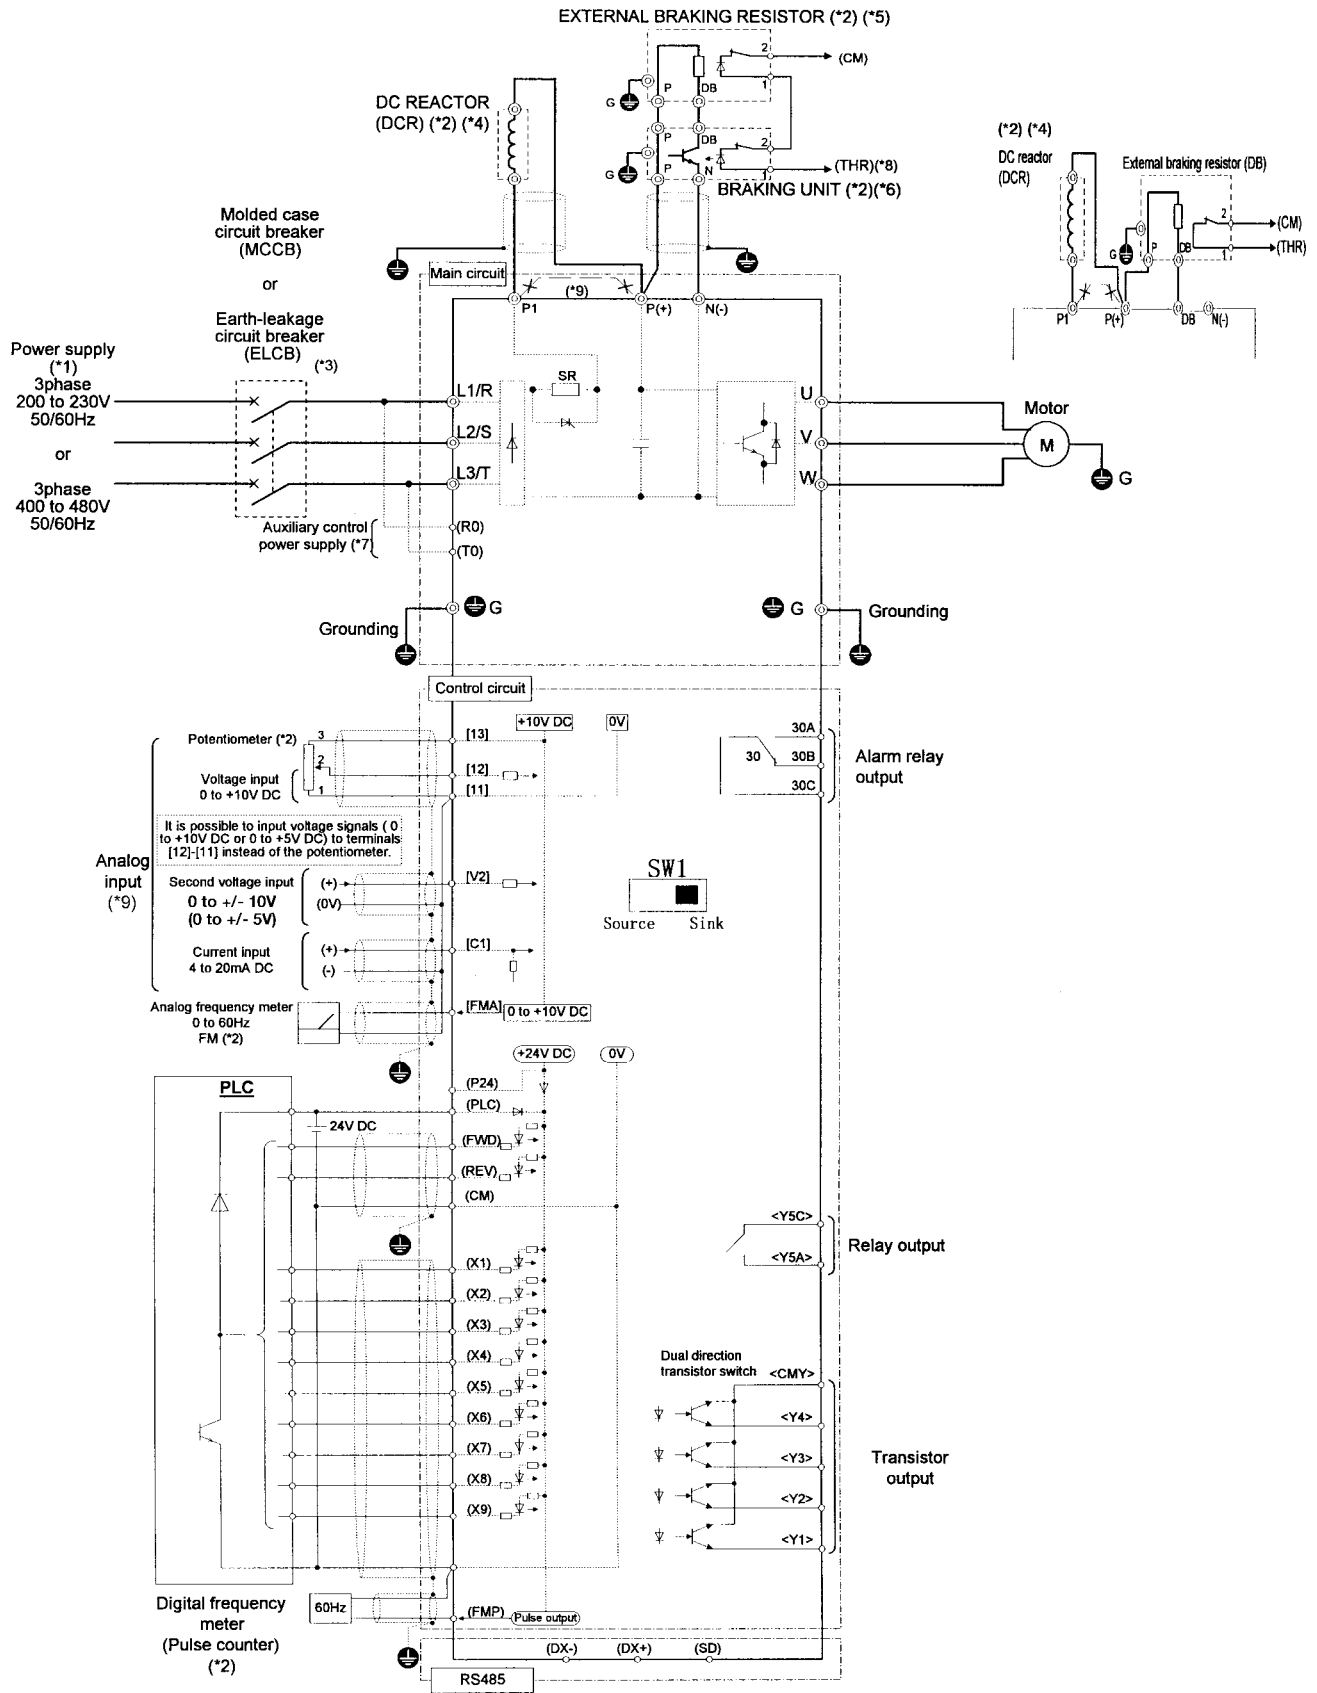 EXTERNAL BRAKING RESISTOR (*2) (*5)
2
(CM)
1
P
DB
G
DC REACTOR
(DCR) (*2) (*4)
P
DB
2
P
N
1
(THR)(*8)
G
BRAKING UNIT (*2)(*6)
(*2) (*4)
DC reactor
(DCR)
External braking resistor (DB)
2
(CM)
1
(THR)
G
P
DB
P1
P(+)
DB
N(-)
Molded case
circuit breaker
(MCCB)
or
Earth-leakage
circuit breaker
(ELCB)
(*3)
Main circuit
(*9)
P1
P(+)
N(-)
Power supply
(*1)
3phase
200 to 230V
50/60Hz
or
3phase
400 to 480V
50/60Hz
L1/R
L2/S
L3/T
SR
U
V
W
Motor
M
G
Auxiliary control
power supply (*7)
(R0)
(T0)
G
G
Grounding
Grounding
Control circuit
+10V DC
0V
Potentiometer (*2)
3
2
1
[13]
[12]
[11]
Voltage input
0 to +10V DC
It is possible to input voltage signals ( 0
to +10V DC or 0 to +5V DC) to terminals
[12]-[11] instead of the potentiometer.
Analog
input
(*9)
Second voltage input
0 to +/- 10V
(0 to +/- 5V)
(+)
(0V)
[V2]
Current input
4 to 20mA DC
(+)
(-)
[C1]
Analog frequency meter
0 to 60Hz
FM (*2)
[FMA]
0 to +10V DC
30
30A
30B
30C
Alarm relay
output
SW1
Source
Sink
+24V DC
0V
PLC
24V DC
(P24)
(PLC)
(FWD)
(REV)
(CM)
(X1)
(X2)
(X3)
(X4)
(X5)
(X6)
(X7)
(X8)
(X9)
<Y5C>
<Y5A>
Relay output
Dual direction
transistor switch
<CMY>
<Y4>
<Y3>
<Y2>
<Y1>
Transistor
output
Digital frequency
meter
(Pulse counter)
(*2)
60Hz
(FMP)
Pulse output
(DX-)
(DX+)
(SD)
RS485